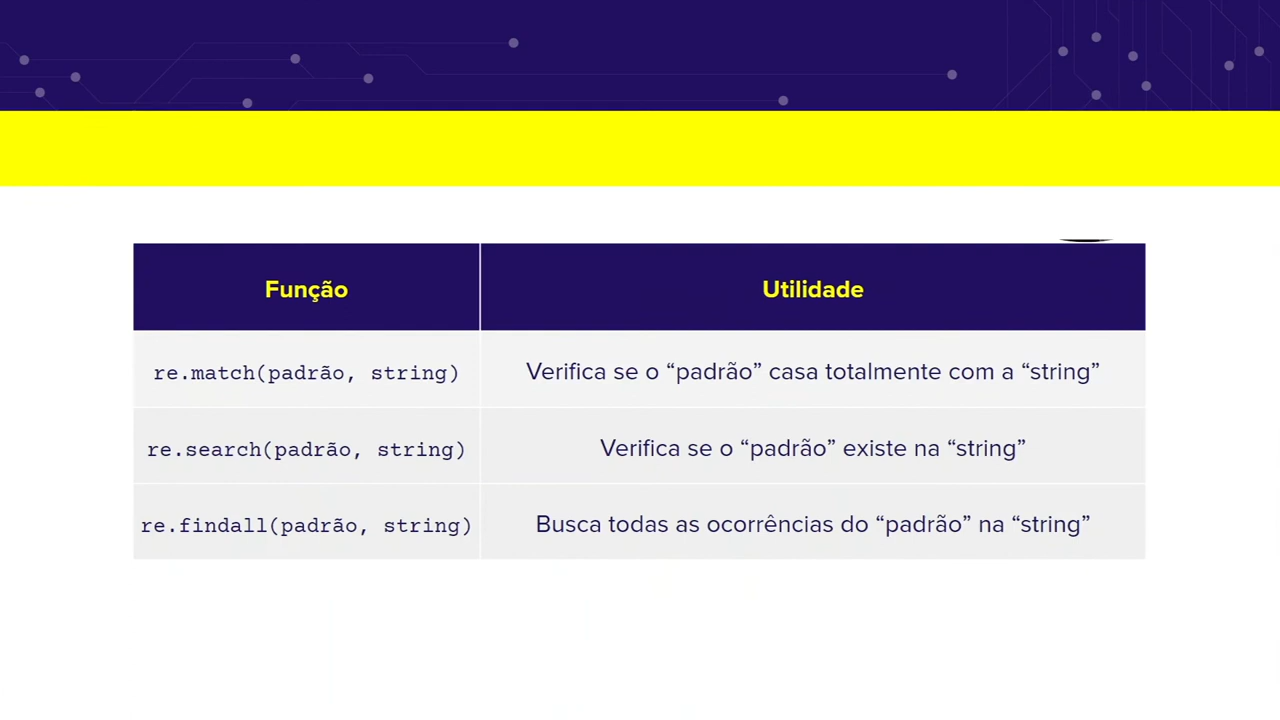 Função
Utilidade
re.match(padrão, string)
Verifica se o “padrão” casa totalmente com a “string”
re.search(padrão, string)
Verifica se o “padrão” existe na “string”
re.findall(padrão, string)
Busca todas as ocorrências do “padrão” na “string”